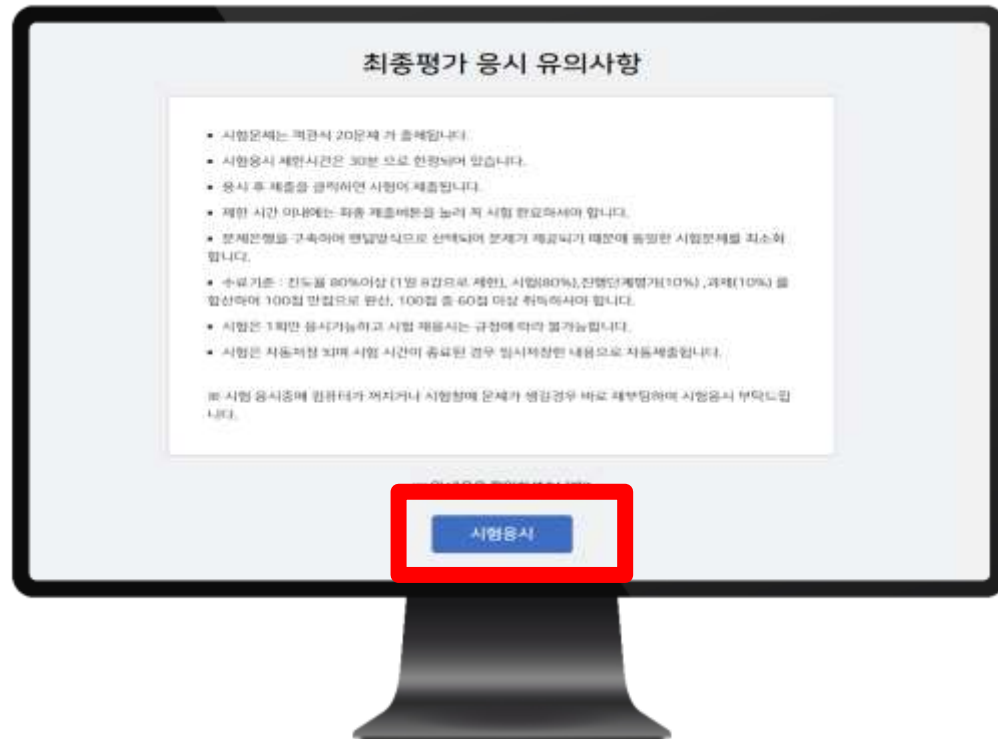 최종평가 응시 유의사항
▪ 시험문제는 객관식 20문제 가 출제됩니다.
▪ 시험응시 제한시간은 30분 으로 한정되어 있습니다.
▪ 응시 후 제출을 클릭하면 시험이 제출됩니다.
▪ 제한 시간 이내에는 최종 제출버튼을 눌러 꼭 시험 완료하셔야 합니다.
▪ 문제은행을 구축하여 랜덤방식으로 선택되어 문제가 제공되기 때문에 동일한 시험문제를 최소화
합니다.
▪ 수료기준 : 진도율 80%이상 (1일 8강으로 제한), 시험(80%),진행단계평가(10%) ,과제(10%) 를
합산하여 100점 만점으로 환산, 100점 중 60점 이상 취득하셔야 합니다.
▪ 시험은 1회만 응시가능하고 시험 재응시는 규정에 따라 불가능합니다.
▪ 시험은 자동저장 되며 시험 시간이 종료된 경우 임시저장한 내용으로 자동제출됩니다.
※ 시험 응시중에 컴퓨터가 꺼지거나 시험창에 문제가 생길경우 바로 재부팅하여 시험응시 부탁드립
니다.
시험응시